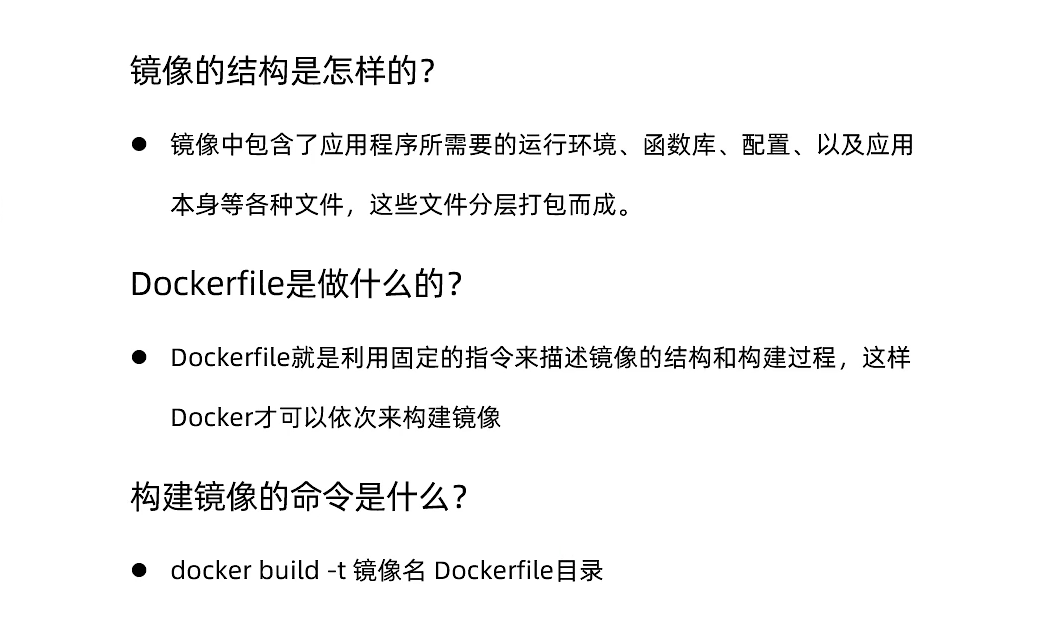 镜像的结构是怎样的？
● 镜像中包含了应用程序所需要的运行环境、函数库、配置、以及应用
本身等各种文件，这些文件分层打包而成。
Dockerfile是做什么的？
● Dockerfile就是利用固定的指令来描述镜像的结构和构建过程，这样
Docker才可以依次来构建镜像
构建镜像的命令是什么？
● docker build –t 镜像名 Dockerfile目录